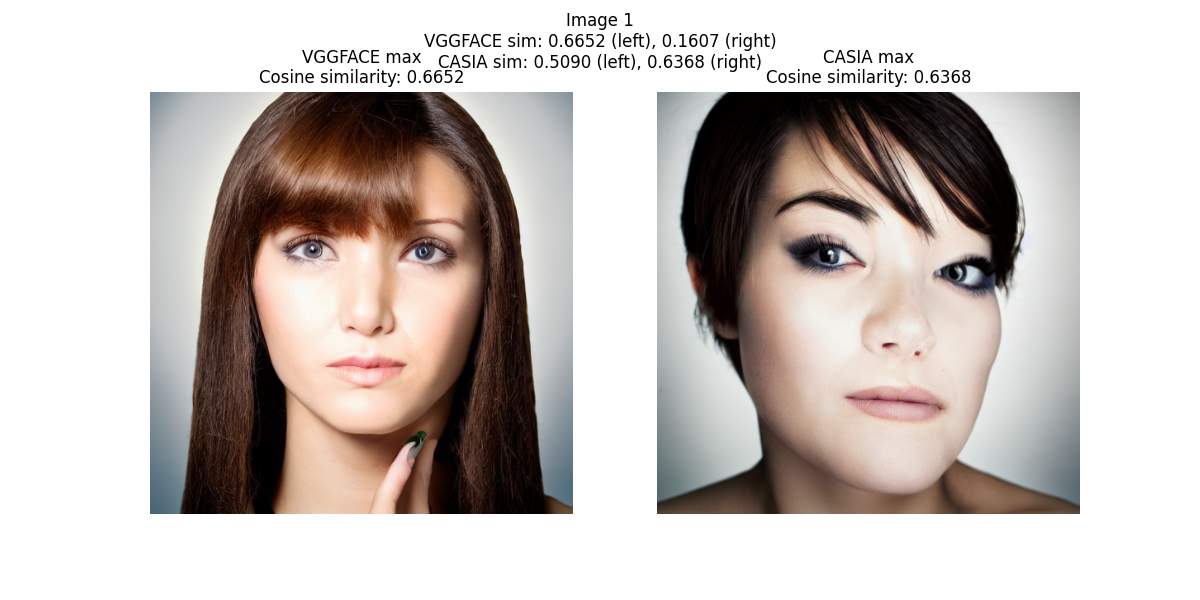 Image 1
VGGFACE sim: 0.6652 (left), 0.1607 (right)
CASIA sim: 0.5090 (left), 0.6368 (right)
VGGFACE max
Cosine similarity: 0.6652
CASIA max
Cosine similarity: 0.6368